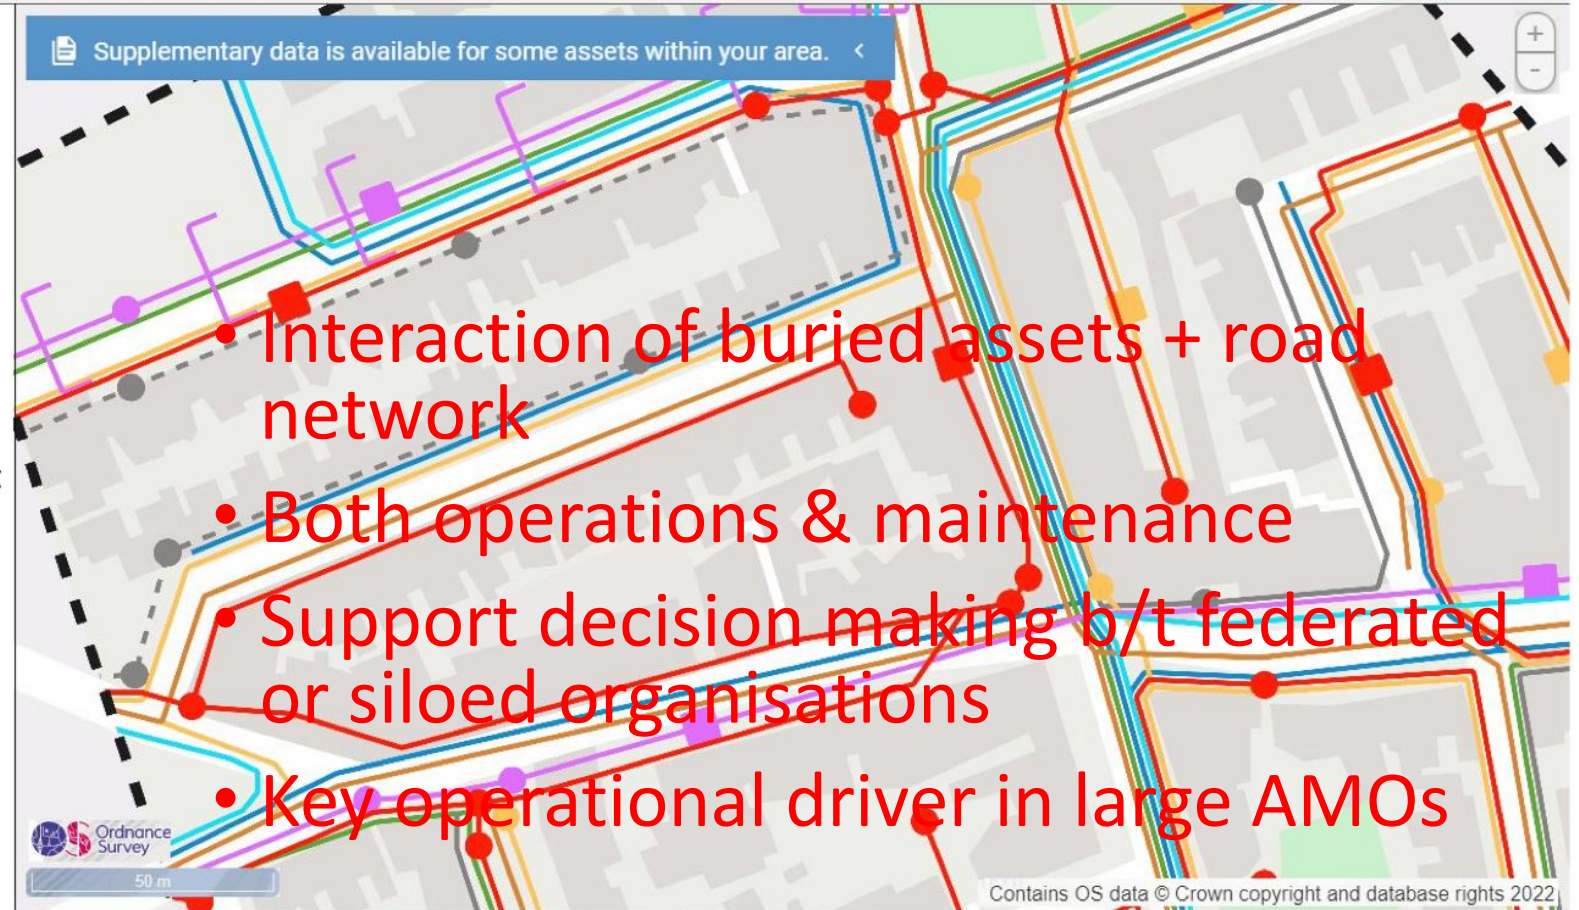 Supplementary data is available for some assets within your area. <
+
-
• Interaction of buried assets + road
network
• Both operations & maintenance
• Support decision making b/t federated
or siloed organisations
• Key operational driver in large AMOs
Ordnance
Survey
50 m
Contains OS data © Crown copyright and database rights 2022